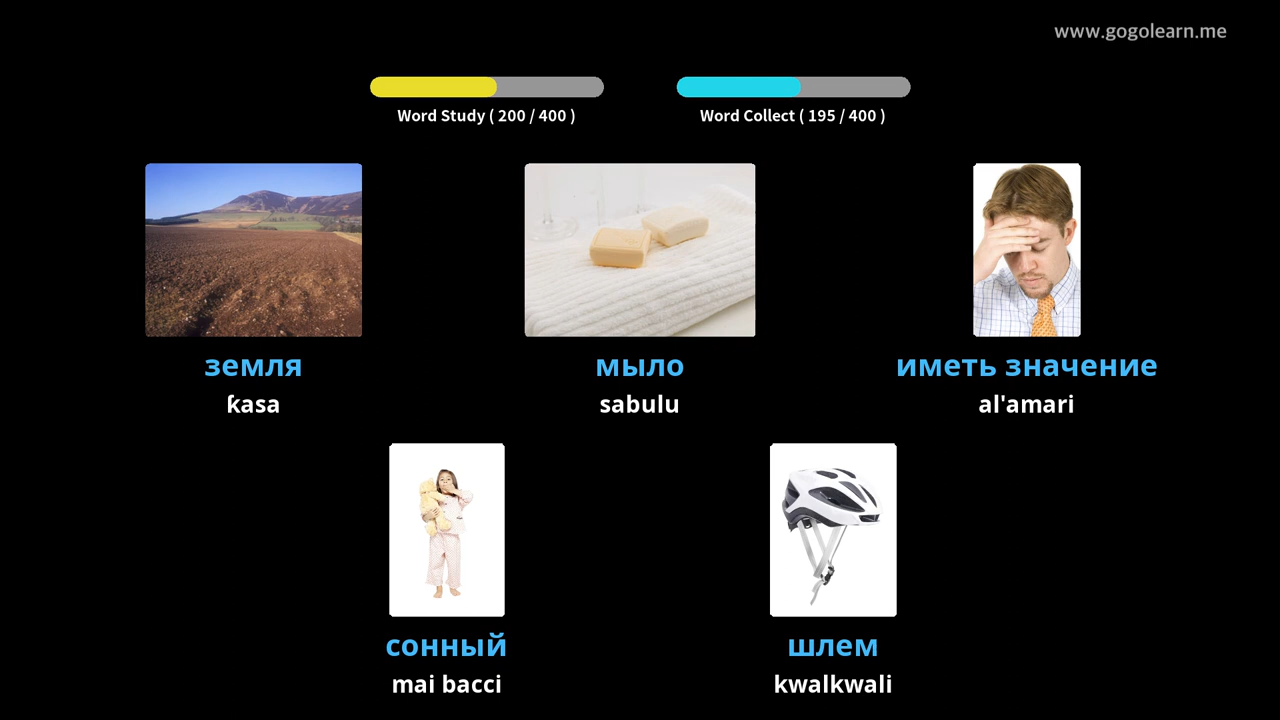 www.gogolearn.me
Word Study ( 200 / 400 )
Word Collect ( 195 / 400 )
земля
мыло
иметь значение
ƙasa
sabulu
al'amari
сонный
шлем
mai bacci
kwalkwali